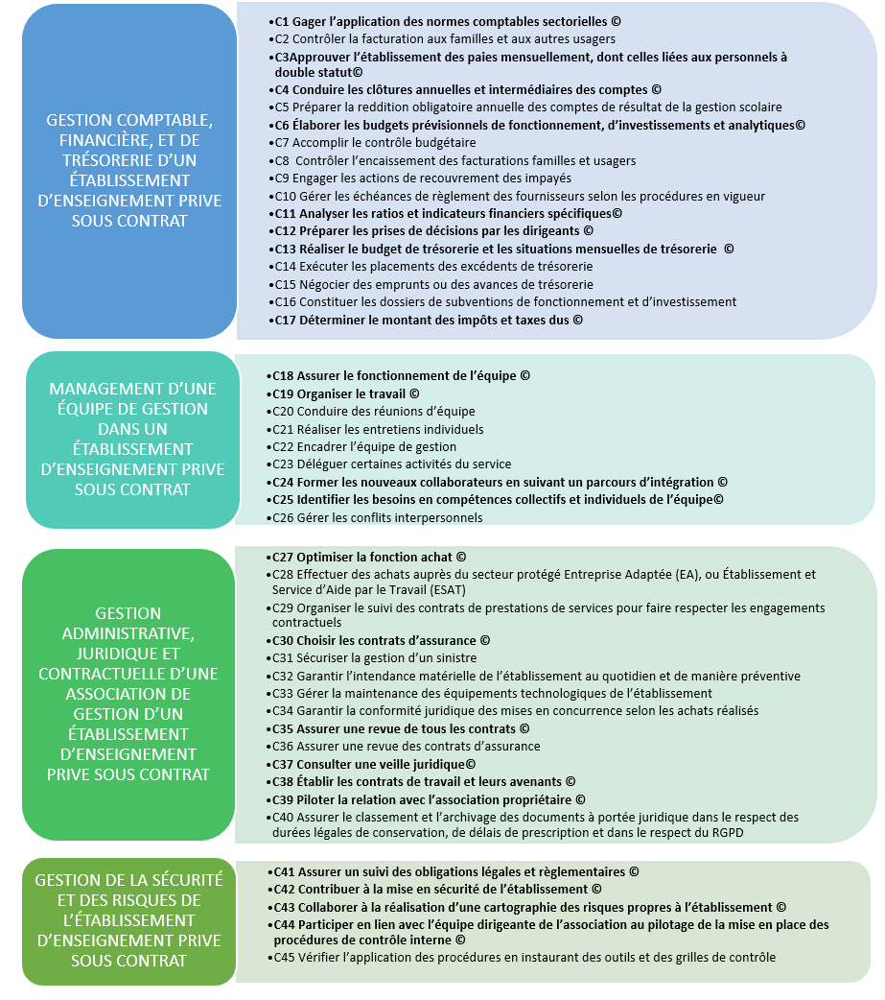 GESTION COMPTABLE,
FINANCIÈRE, ET DE
TRÉSORERIE D’UN
ÉTABLISSEMENT
D’ENSEIGNEMENT PRIVE
SOUS CONTRAT
•C1 Gager l’application des normes comptables sectorielles ©
•C2 Contrôler la facturation aux familles et aux autres usagers
•C3Approuver l’établissement des paies mensuellement, dont celles liées aux personnels à
double statut©
•C4 Conduire les clôtures annuelles et intermédiaires des comptes ©
•C5 Préparer la reddition obligatoire annuelle des comptes de résultat de la gestion scolaire
•C6 Élaborer les budgets prévisionnels de fonctionnement, d’investissements et analytiques©
•C7 Accomplir le contrôle budgétaire
•C8  Contrôler l’encaissement des facturations familles et usagers
•C9 Engager les actions de recouvrement des impayés
•C10 Gérer les échéances de règlement des fournisseurs selon les procédures en vigueur
•C11 Analyser les ratios et indicateurs financiers spécifiques©
•C12 Préparer les prises de décisions par les dirigeants ©
•C13 Réaliser le budget de trésorerie et les situations mensuelles de trésorerie  ©
•C14 Exécuter les placements des excédents de trésorerie
•C15 Négocier des emprunts ou des avances de trésorerie
•C16 Constituer les dossiers de subventions de fonctionnement et d’investissement
•C17 Déterminer le montant des impôts et taxes dus ©
MANAGEMENT D’UNE
ÉQUIPE DE GESTION
DANS UN
ÉTABLISSEMENT
D’ENSEIGNEMENT PRIVE
SOUS CONTRAT
•C18 Assurer le fonctionnement de l’équipe ©
•C19 Organiser le travail ©
•C20 Conduire des réunions d’équipe
•C21 Réaliser les entretiens individuels
•C22 Encadrer l’équipe de gestion
•C23 Déléguer certaines activités du service
•C24 Former les nouveaux collaborateurs en suivant un parcours d’intégration ©
•C25 Identifier les besoins en compétences collectifs et individuels de l’équipe©
•C26 Gérer les conflits interpersonnels
GESTION
ADMINISTRATIVE,
JURIDIQUE ET
CONTRACTUELLE D’UNE
ASSOCIATION DE
GESTION D’UN
ÉTABLISSEMENT
D’ENSEIGNEMENT
PRIVE SOUS CONTRAT
•C27 Optimiser la fonction achat ©
•C28 Effectuer des achats auprès du secteur protégé Entreprise Adaptée (EA), ou Établissement et
Service d’Aide par le Travail (ESAT)
•C29 Organiser le suivi des contrats de prestations de services pour faire respecter les engagements
contractuels
•C30 Choisir les contrats d’assurance ©
•C31 Sécuriser la gestion d’un sinistre
•C32 Garantir l’intendance matérielle de l’établissement au quotidien et de manière préventive
•C33 Gérer la maintenance des équipements technologiques de l’établissement
•C34 Garantir la conformité juridique des mises en concurrence selon les achats réalisés
•C35 Assurer une revue de tous les contrats ©
•C36 Assurer une revue des contrats d’assurance
•C37 Consulter une veille juridique©
•C38 Établir les contrats de travail et leurs avenants ©
•C39 Piloter la relation avec l’association propriétaire ©
•C40 Assurer le classement et l’archivage des documents à portée juridique dans le respect des
durées légales de conservation, de délais de prescription et dans le respect du RGPD
GESTION DE LA SÉCURITÉ
ET DES RISQUES DE
L’ÉTABLISSEMENT
D’ENSEIGNEMENT PRIVE
SOUS CONTRAT
•C41 Assurer un suivi des obligations légales et règlementaires ©
•C42 Contribuer à la mise en sécurité de l’établissement ©
•C43 Collaborer à la réalisation d’une cartographie des risques propres à l’établissement ©
•C44 Participer en lien avec l’équipe dirigeante de l’association au pilotage de la mise en place des
procédures de contrôle interne ©
•C45 Vérifier l’application des procédures en instaurant des outils et des grilles de contrôle